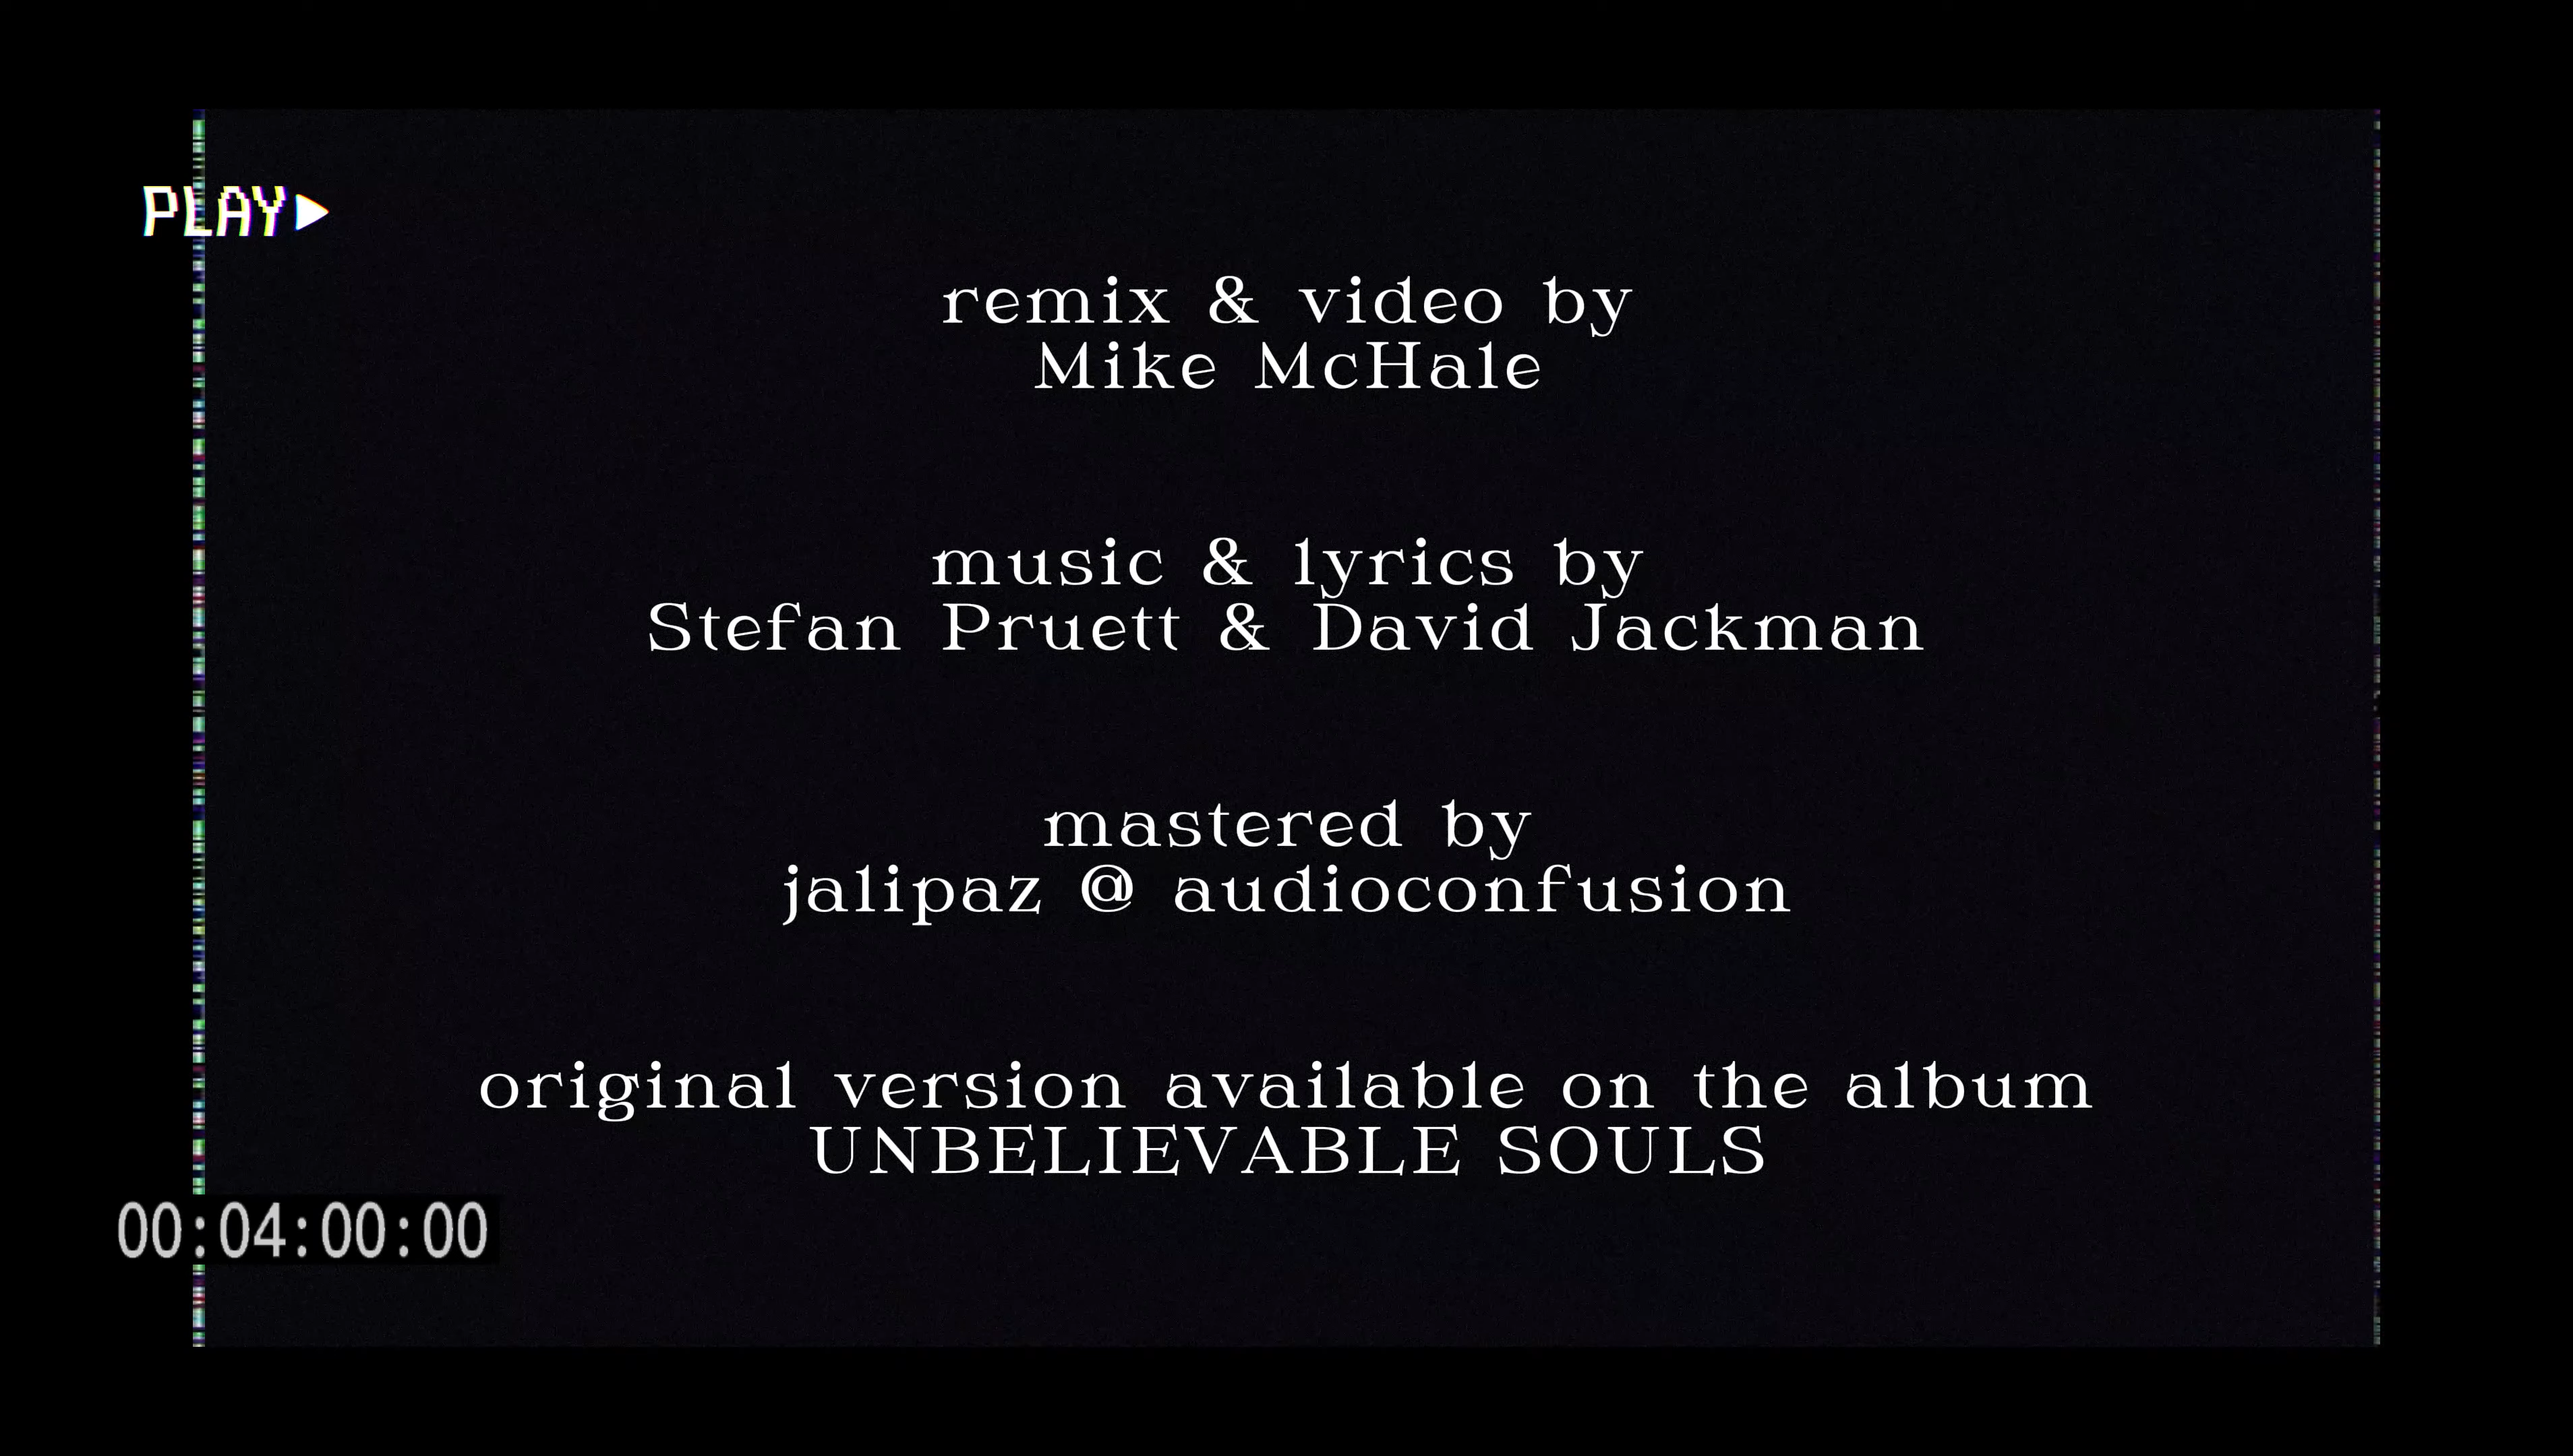 PLAY▶
remix & video by
Mike McHale
music & lyrics by
Stefan Pruett & David Jackman
mastered by
jalipaz @ audioconfusion
original version available on the album
UNBELIEVABLE SOULS
00:04:00:00